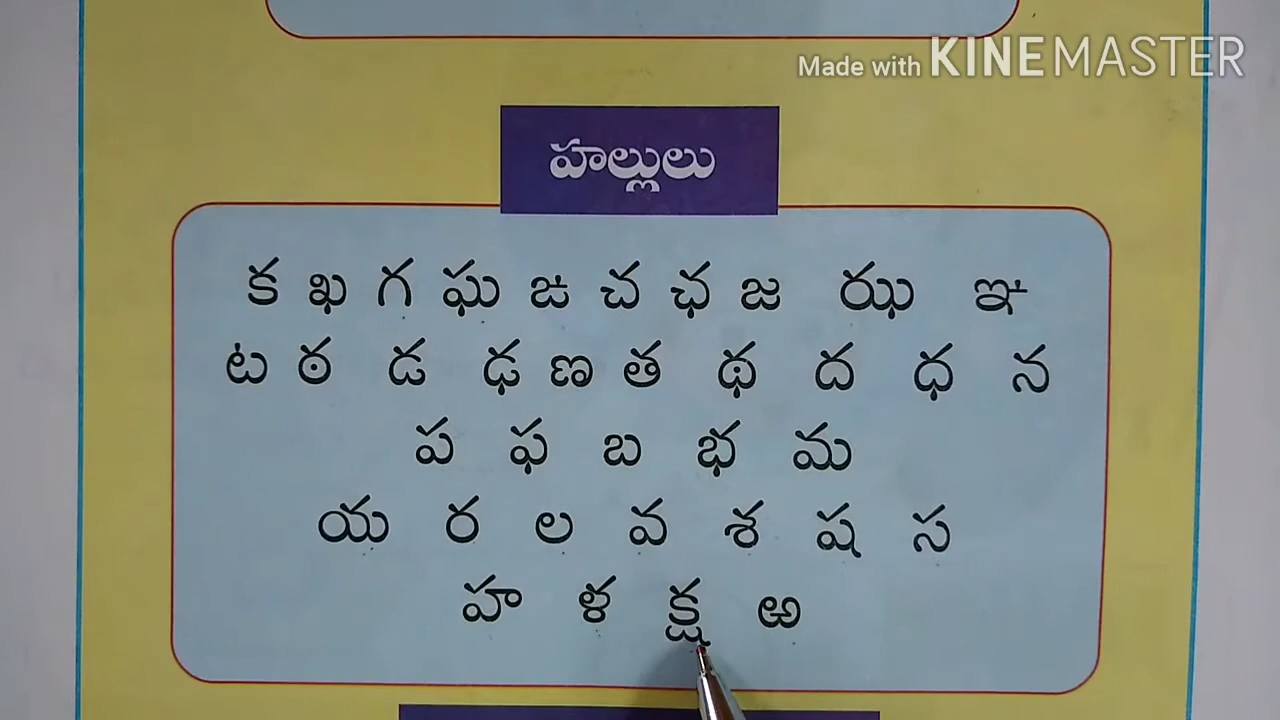 Made with KINEMASTER
హల్లులు
క ఖ గ ఘ ఙ చ ఛ జ ఝ ఞ
ట ఠ డ ఢ ణ త థ ద ధ న
ప ఫ బ భ మ
య ర ల వ శ ష స
హ ళ క్ష ఱ